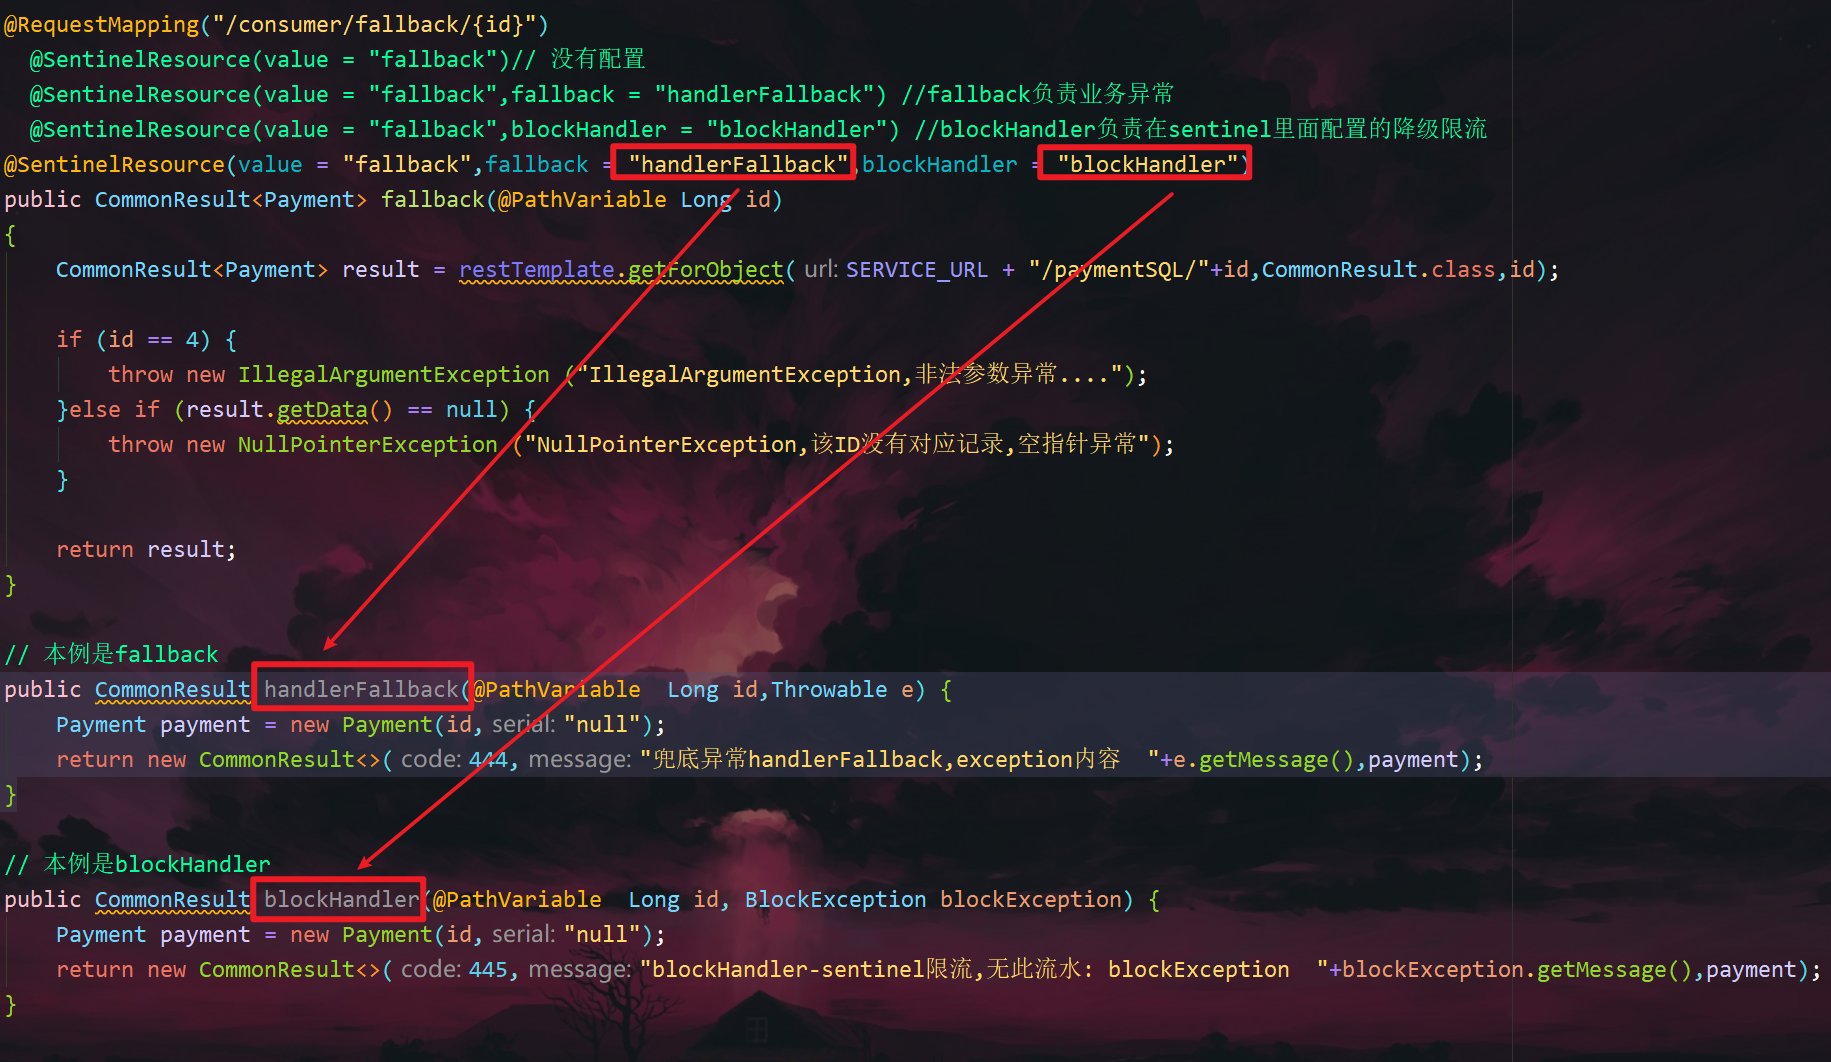 @RequestMapping("/consumer/fallback/{id}")
@SentinelResource(value = "fallback")// 没有配置
@SentinelResource(value = "fallback",fallback = "handlerFallback") //fallback负责业务异常
@SentinelResource(value = "fallback",blockHandler = "blockHandler") //blockHandler负责在sentinel里面配置的降级限流
@SentinelResource(value = "fallback",fallback = "handlerFallback",blockHandler = "blockHandler")
public CommonResult<Payment> fallback(@PathVariable Long id)
{
CommonResult<Payment> result = restTemplate.getForObject( url: SERVICE_URL + "/paymentSQL/"+id,CommonResult.class,id);
if (id == 4) {
throw new IllegalArgumentException ("IllegalArgumentException,非法参数异常....");
}else if (result.getData() == null) {
throw new NullPointerException ("NullPointerException,该ID没有对应记录,空指针异常");
}
return result;
}
// 本例是fallback
public CommonResult handlerFallback(@PathVariable  Long id,Throwable e) {
Payment payment = new Payment(id, serial: "null");
return new CommonResult<>( code: 444, message: "兜底异常handlerFallback,exception内容  "+e.getMessage(),payment);
}
// 本例是blockHandler
public CommonResult blockHandler(@PathVariable  Long id, BlockException blockException) {
Payment payment = new Payment(id, serial: "null");
return new CommonResult<>( code: 445, message: "blockHandler-sentinel限流,无此流水: blockException  "+blockException.getMessage(),payment);
}